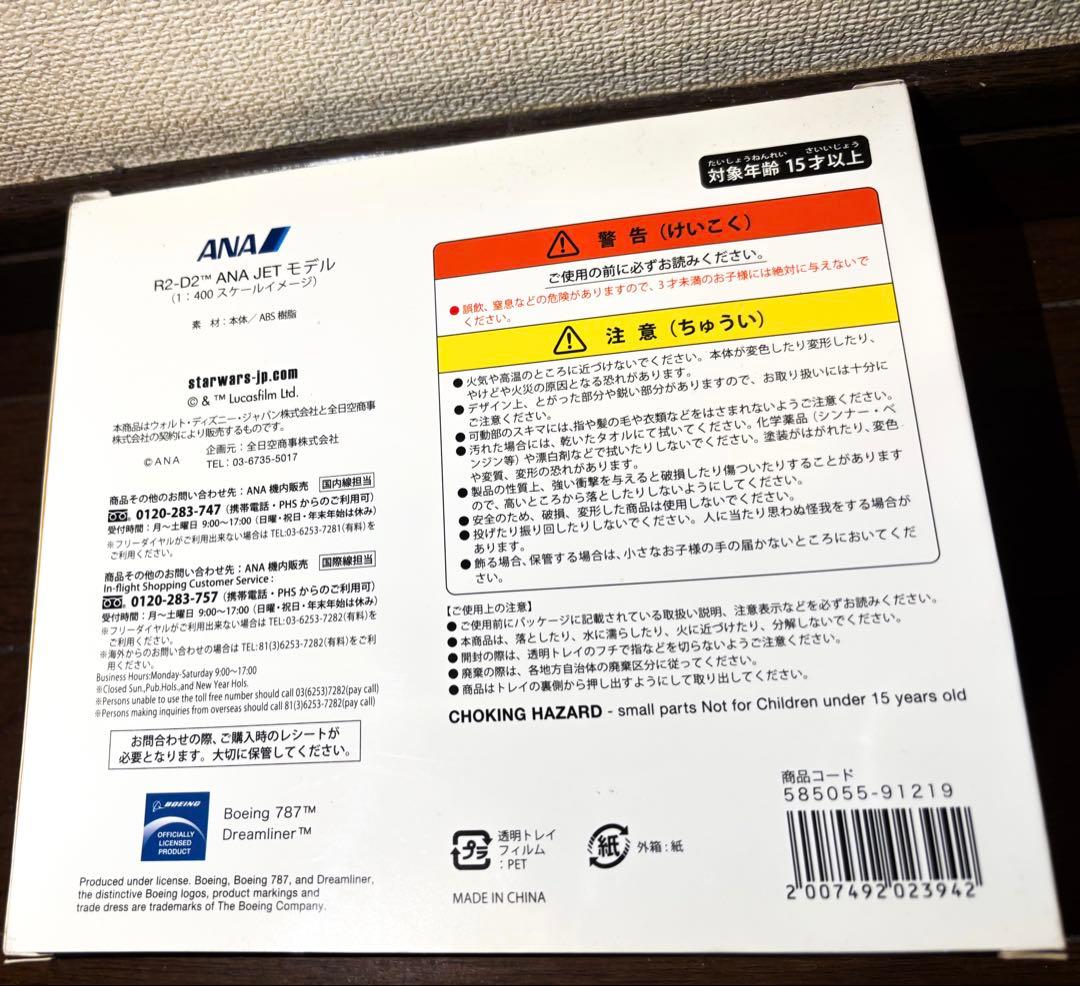 ANA
R2-D2™ ANA JET モデル
(1：400 スケールイメージ)
素 材：本体／ABS 樹脂
starwars-jp.com
© & ™ Lucasfilm Ltd.
本商品はウォルト・ディズニー・ジャパン株式会社と全日空商事
株式会社の契約により販売するものです。
©ANA
企画元：全日空商事株式会社
TEL：03-6735-5017
商品その他のお問い合わせ先：ANA 機内販売 国内線担当
0120-283-747（携帯電話・PHS からのご利用可）
受付時間：月～土曜日 9:00～17:00（日曜・祝日・年末年始は休み）
※フリーダイヤルがご利用出来ない場合は TEL:03-6253-7281(有料)を
ご利用ください。
商品その他のお問い合わせ先：ANA 機内販売 国際線担当
In-flight Shopping Customer Service :
0120-283-757（携帯電話・PHS からのご利用可）
受付時間：月～土曜日 9:00～17:00（日曜・祝日・年末年始は休み）
※フリーダイヤルがご利用出来ない場合は TEL:03-6253-7282(有料)を
ご利用ください。
※海外からのお問い合わせの場合は TEL:81(3)6253-7282(有料)をご利
用ください。
Business Hours:Monday-Saturday 9:00～17:00
※Closed Sun.,Pub.Hols.,and New Year Hols.
※Persons unable to use the toll free number should call 03(6253)7282(pay call)
※Persons making inquiries from overseas should call 81(3)6253-7282(pay call)
お問合わせの際、ご購入時のレシートが
必要となります。大切に保管してください。
BOEING
OFFICIALLY
LICENSED
PRODUCT
Boeing 787™
Dreamliner™
Produced under license. Boeing, Boeing 787, and Dreamliner,
the distinctive Boeing logos, product markings and
trade dress are trademarks of The Boeing Company.
たいしょうねんれい さいいじょう
対象年齢 15才以上
警告（けいこく）
ご使用の前に必ずお読みください。
●誤飲、窒息などの危険がありますので、3才未満のお子様には絶対に与えないで
ください。
注意（ちゅうい）
●火気や高温のところに近づけないでください。本体が変色したり変形したり、
やけどや火災の原因となる恐れがあります。
●デザイン上、とがった部分や鋭い部分がありますので、お取り扱いには十分に
ご注意ください。
●可動部のスキマには、指や髪の毛や衣類などをはさまれないようご注意ください。
●汚れた場合には、乾いたタオルにて拭いてください。化学薬品（シンナー・ベ
ンジン等）や漂白剤などで拭いたりしないでください。塗装がはがれたり、変色
や変質、変形の恐れがあります。
●製品の性質上、強い衝撃を与えると破損したり傷ついたりすることがあります
ので、高いところから落としたりしないようにしてください。
●安全のため、破損、変形した商品は使用しないでください。
●投げたり振り回したりしないでください。人に当たり思わぬ怪我をする場合が
あります。
●飾る場合、保管する場合は、小さなお子様の手の届かないところにおいてくだ
さい。
【ご使用上の注意】
●ご使用前にパッケージに記載されている取扱い説明、注意表示などを必ずお読みください。
●本商品は、落としたり、水に濡らしたり、火に近づけたり、分解しないでください。
●開封の際は、透明トレイのフチで指などを切らないようご注意ください。
●廃棄の際は、各地方自治体の廃棄区分に従ってください。
●商品はトレイの裏側から押し出すようにして取り出してください。
CHOKING HAZARD - small parts Not for Children under 15 years old
商品コード
585055-91219
2 007492 023942
プラ
透明トレイ
フィルム
：PET
紙
外箱：紙
MADE IN CHINA